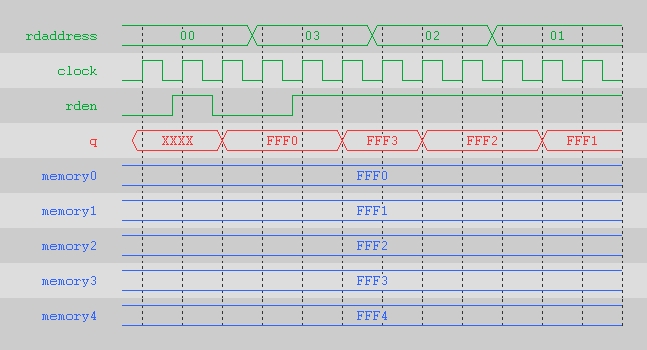 rdaddress 00 03 02 01
clock
rden
q XXXX FFF0 FFF3 FFF2 FFF1
memory0 FFF0
memory1 FFF1
memory2 FFF2
memory3 FFF3
memory4 FFF4